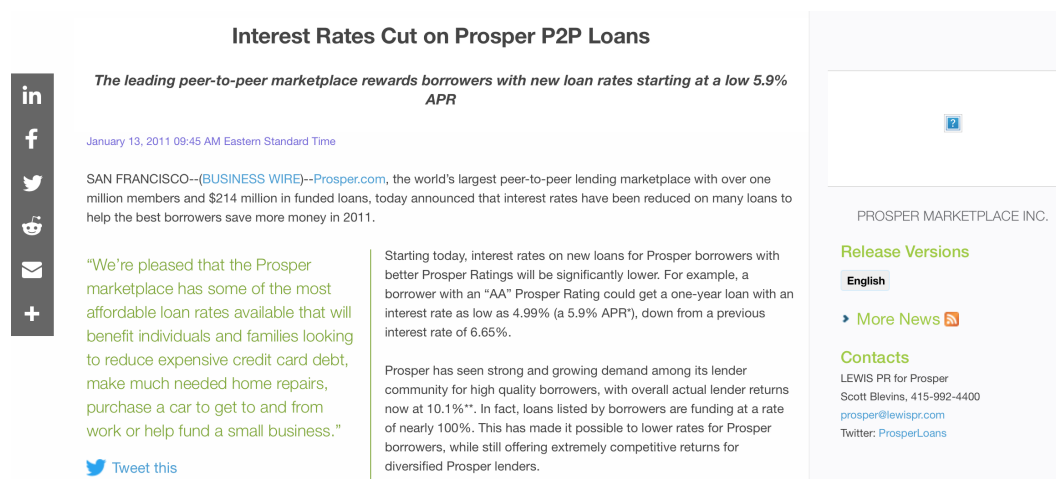 Interest Rates Cut on Prosper P2P Loans
The leading peer-to-peer marketplace rewards borrowers with new loan rates starting at a low 5.9%
APR
January 13, 2011 09:45 AM Eastern Standard Time
SAN FRANCISCO--(BUSINESS WIRE)--Prosper.com, the world’s largest peer-to-peer lending marketplace with over one
million members and $214 million in funded loans, today announced that interest rates have been reduced on many loans to
help the best borrowers save more money in 2011.
“We’re pleased that the Prosper
marketplace has some of the most
affordable loan rates available that will
benefit individuals and families looking
to reduce expensive credit card debt,
make much needed home repairs,
purchase a car to get to and from
work or help fund a small business.”
Tweet this
Starting today, interest rates on new loans for Prosper borrowers with
better Prosper Ratings will be significantly lower. For example, a
borrower with an “AA” Prosper Rating could get a one-year loan with an
interest rate as low as 4.99% (a 5.9% APR*), down from a previous
interest rate of 6.65%.
Prosper has seen strong and growing demand among its lender
community for high quality borrowers, with overall actual lender returns
now at 10.1%**. In fact, loans listed by borrowers are funding at a rate
of nearly 100%. This has made it possible to lower rates for Prosper
borrowers, while still offering extremely competitive returns for
diversified Prosper lenders.
PROSPER MARKETPLACE INC.
Release Versions
English
More News
Contacts
LEWIS PR for Prosper
Scott Blevins, 415-992-4400
prosper@lewispr.com
Twitter: ProsperLoans